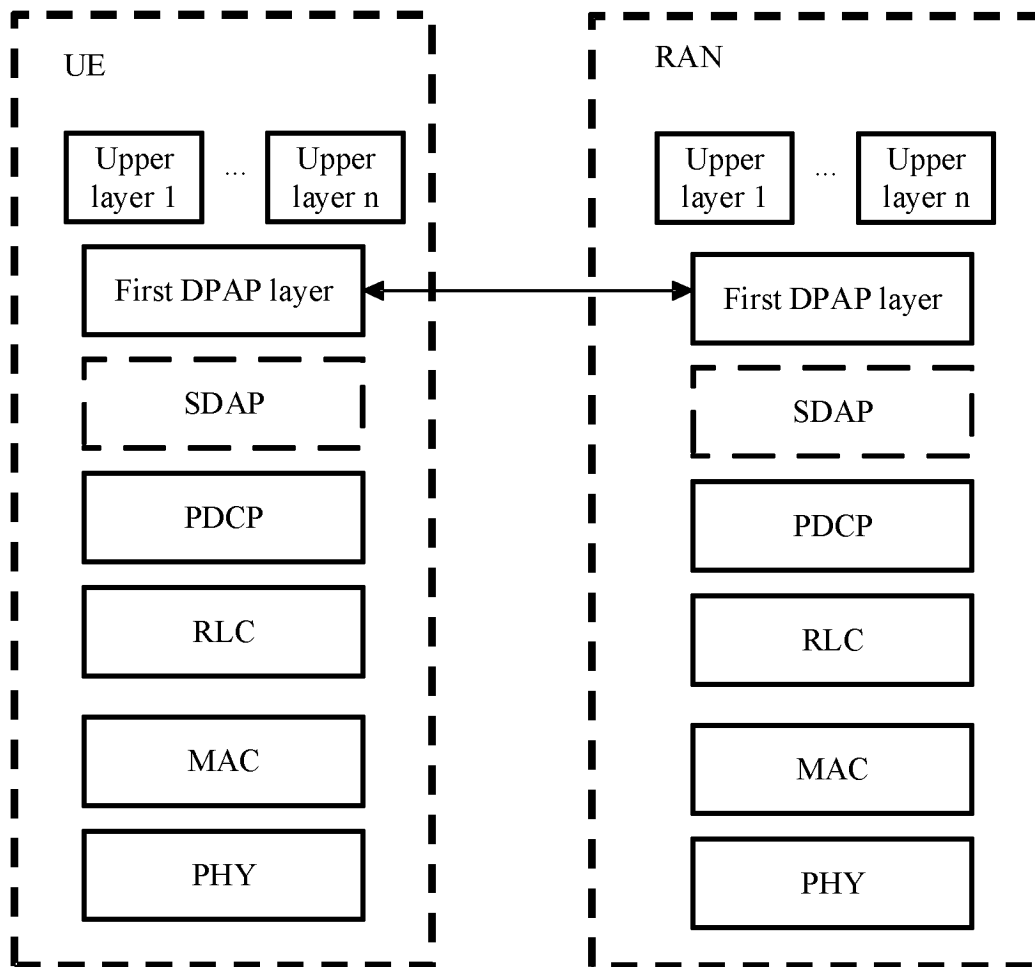 UE
Upper
layer 1
...
Upper
layer n
First DPAP layer
SDAP
PDCP
RLC
MAC
PHY
RAN
Upper
layer 1
...
Upper
layer n
First DPAP layer
SDAP
PDCP
RLC
MAC
PHY